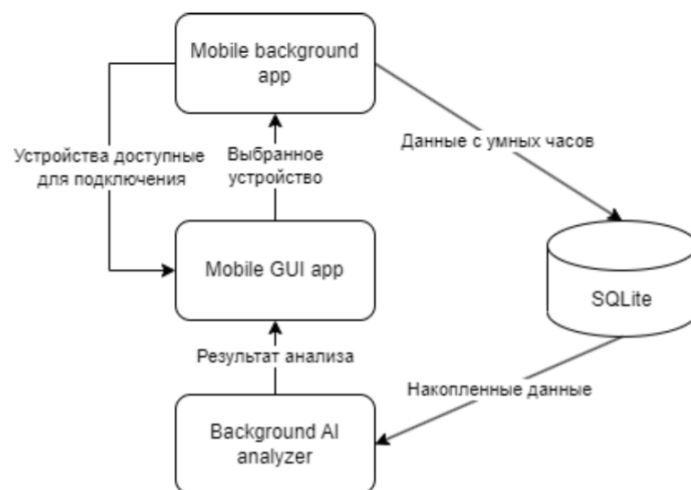 Mobile background
app
Устройства доступные
для подключения
Выбранное
устройство
Данные с умных часов
Mobile GUI app
SQLite
Результат анализа
Накопленные данные
Background AI
analyzer